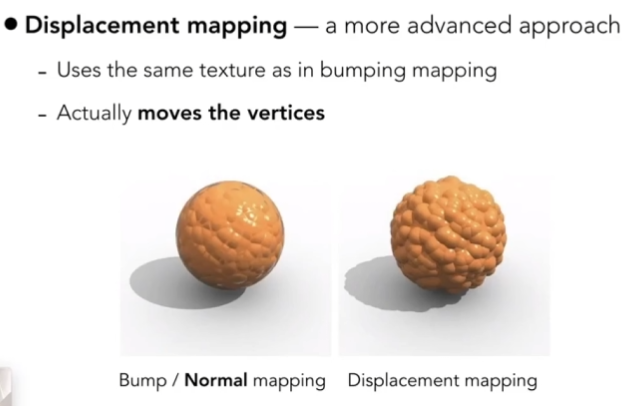 ● Displacement mapping — a more advanced approach
- Uses the same texture as in bumping mapping
- Actually moves the vertices
Bump / Normal mapping Displacement mapping